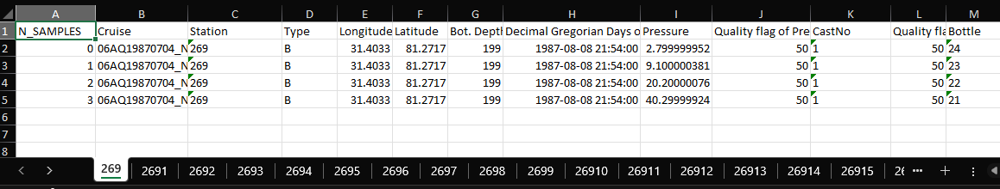 A B C D E F G H I J K L M
1 N_SAMPLES Cruise Station Type Longitude Latitude Bot. Depth Decimal Gregorian Days o Pressure Quality flag of Pre CastNo Quality fla Bottle
2 0 06AQ19870704_N 269 B 31.4033 81.2717 199 1987-08-08 21:54:00 2.799999952 50 1 50 24
3 1 06AQ19870704_N 269 B 31.4033 81.2717 199 1987-08-08 21:54:00 9.100000381 50 1 50 23
4 2 06AQ19870704_N 269 B 31.4033 81.2717 199 1987-08-08 21:54:00 20.20000076 50 1 50 22
5 3 06AQ19870704_N 269 B 31.4033 81.2717 199 1987-08-08 21:54:00 40.29999924 50 1 50 21
6
7
8
269 2691 2692 2693 2694 2695 2696 2697 2698 2699 26910 26911 26912 26913 26914 26915 26